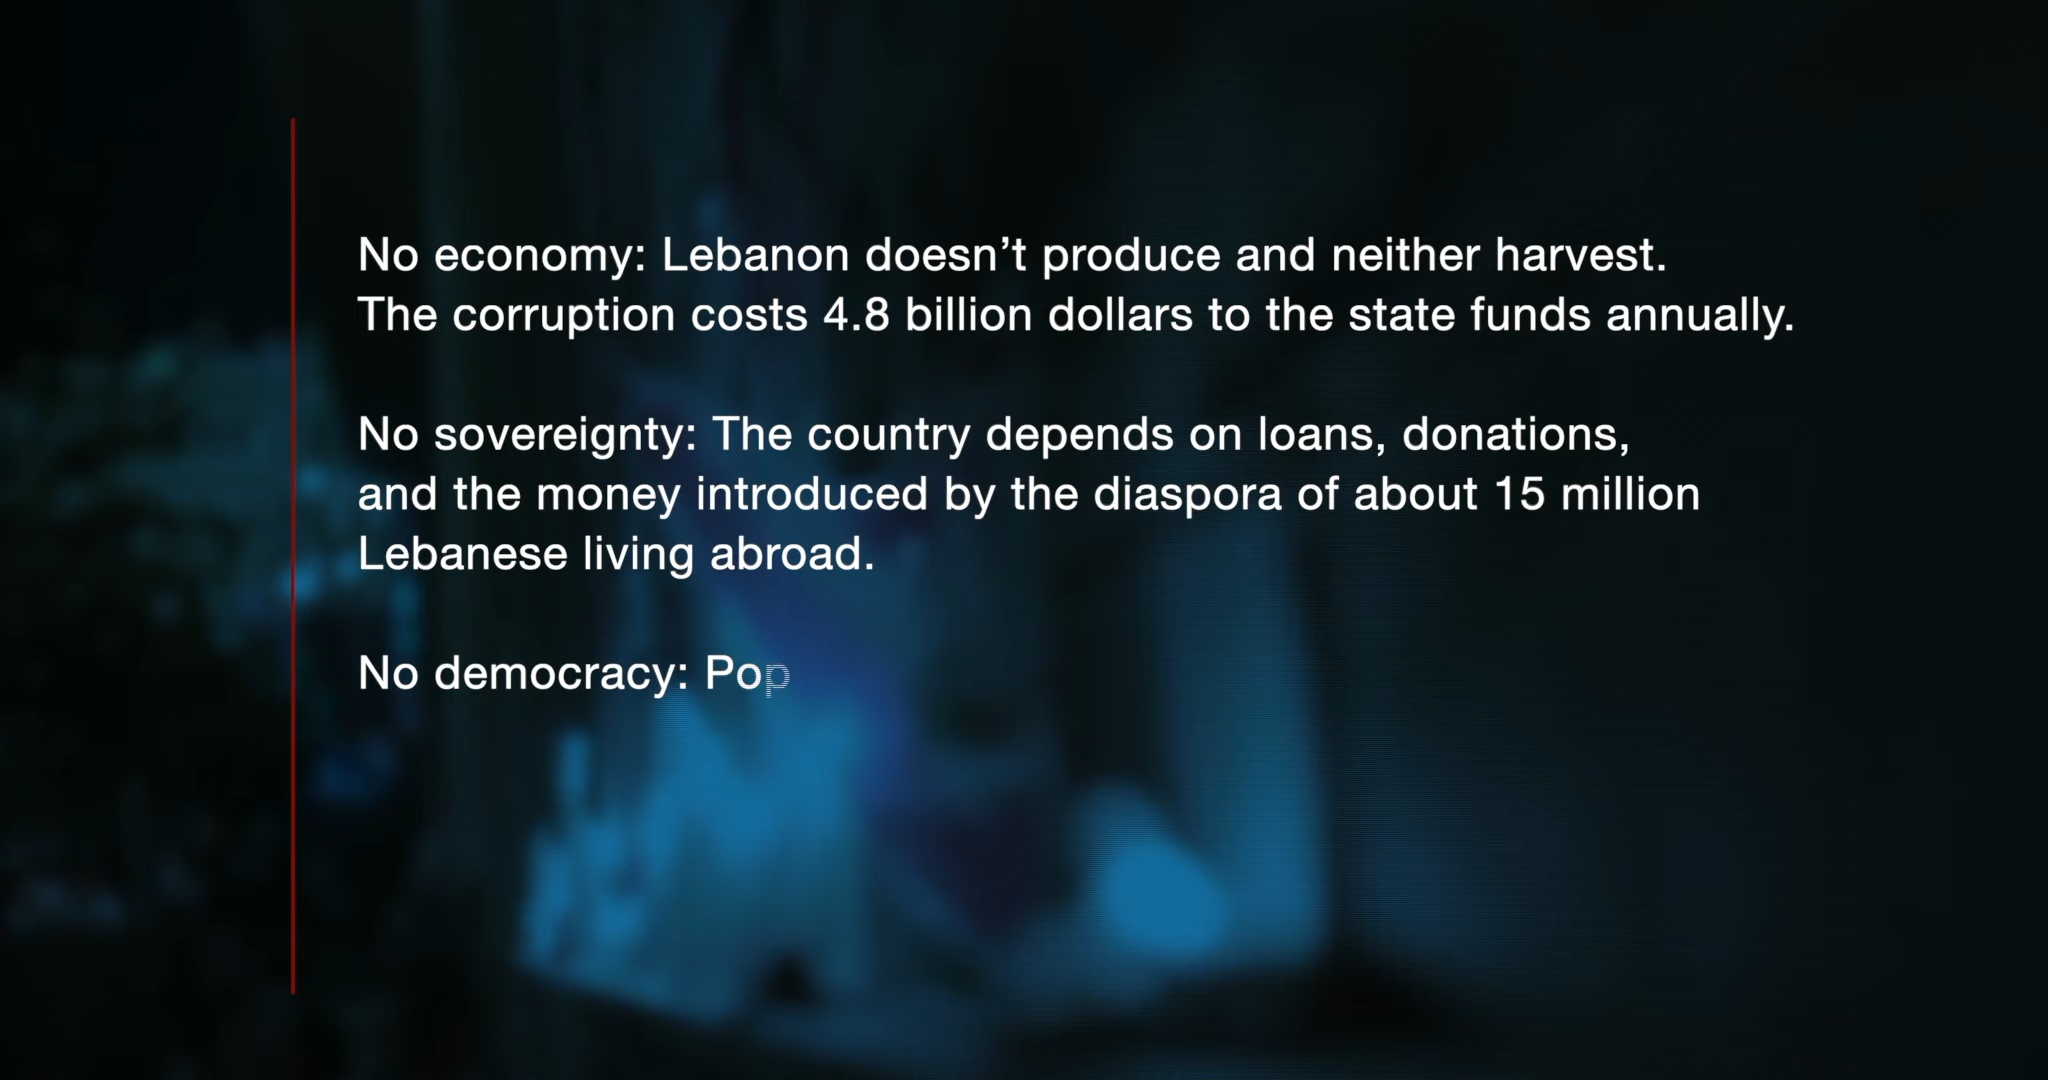 No economy: Lebanon doesn’t produce and neither harvest.
The corruption costs 4.8 billion dollars to the state funds annually.
No sovereignty: The country depends on loans, donations,
and the money introduced by the diaspora of about 15 million
Lebanese living abroad.
No democracy: Pop